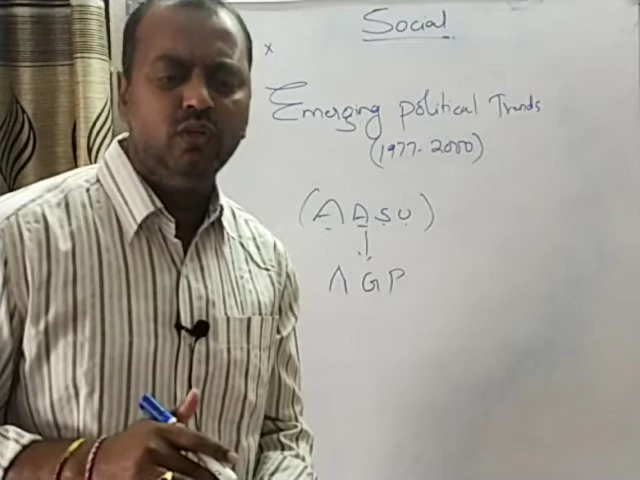 Social
x
Emerging political Trends
(1977-2000)
(AASU)
AGP